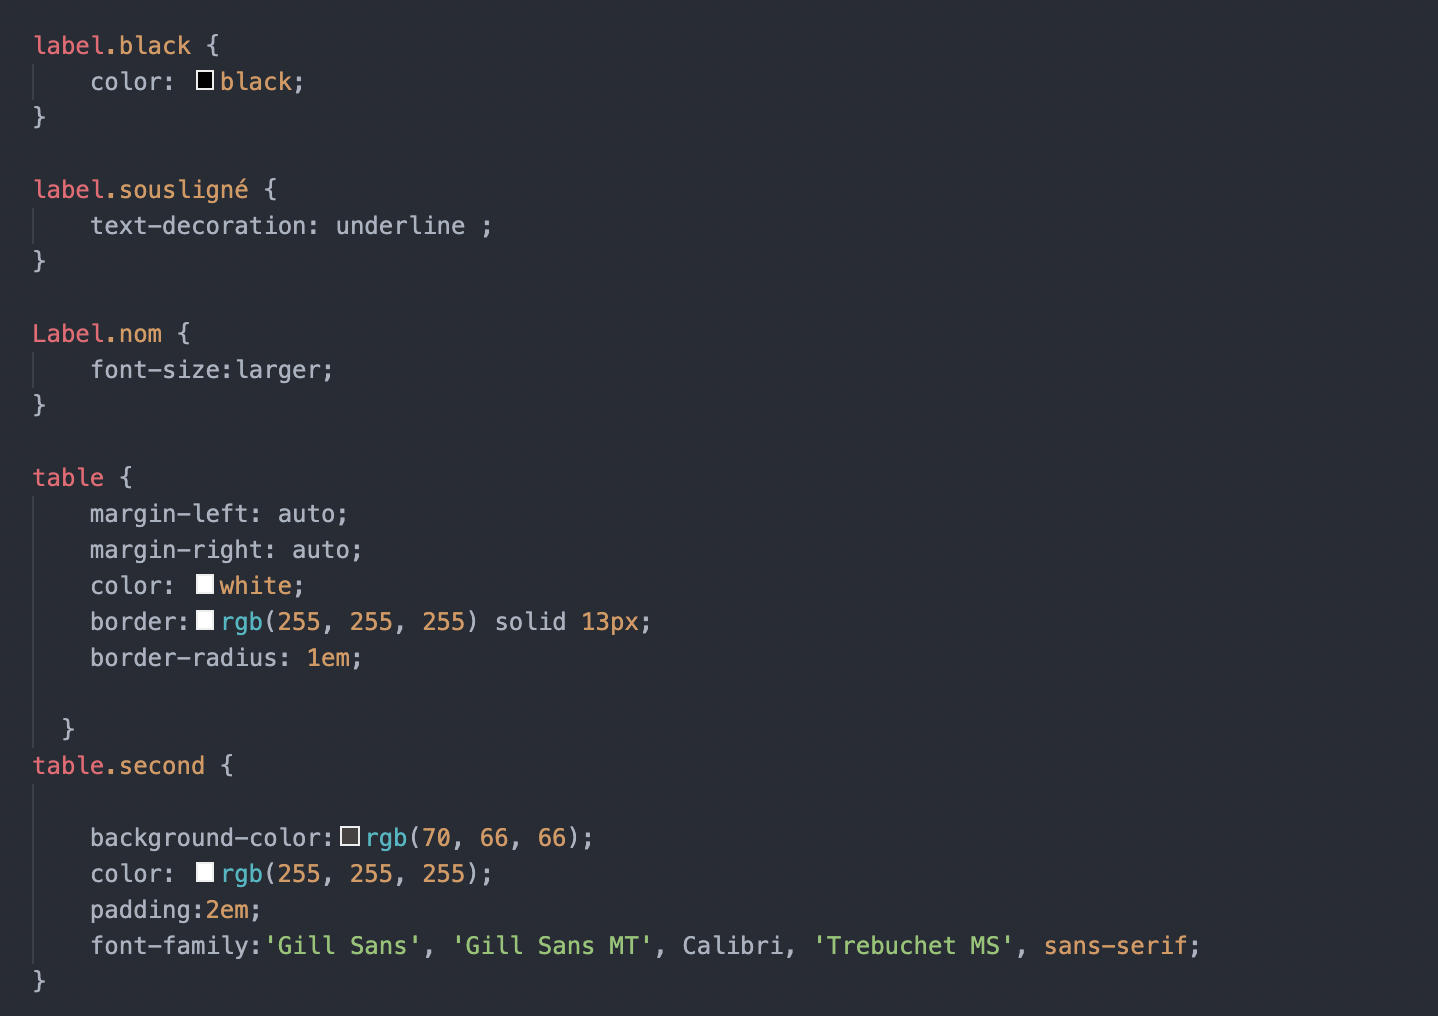 label.black {
    color: black;
}
label.sousligné {
    text-decoration: underline ;
}
Label.nom {
    font-size:larger;
}
table {
    margin-left: auto;
    margin-right: auto;
    color: white;
    border:rgb(255, 255, 255) solid 13px;
    border-radius: 1em;
  }
table.second {
    background-color:rgb(70, 66, 66);
    color: rgb(255, 255, 255);
    padding:2em;
    font-family:'Gill Sans', 'Gill Sans MT', Calibri, 'Trebuchet MS', sans-serif;
}